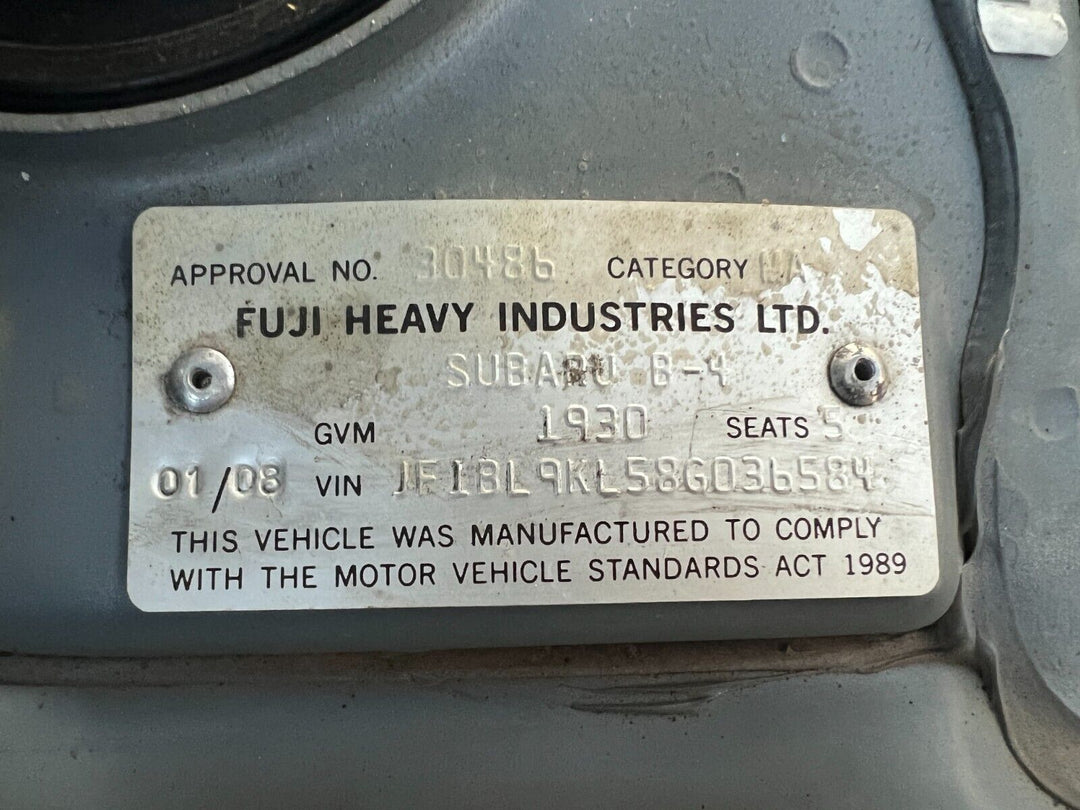 APPROVAL NO. 30486 CATEGORY MA
FUJI HEAVY INDUSTRIES LTD.
SUBARU B-4
GVM 1930 SEATS 5
01/08 VIN JF1BL9KL58G036584
THIS VEHICLE WAS MANUFACTURED TO COMPLY
WITH THE MOTOR VEHICLE STANDARDS ACT 1989